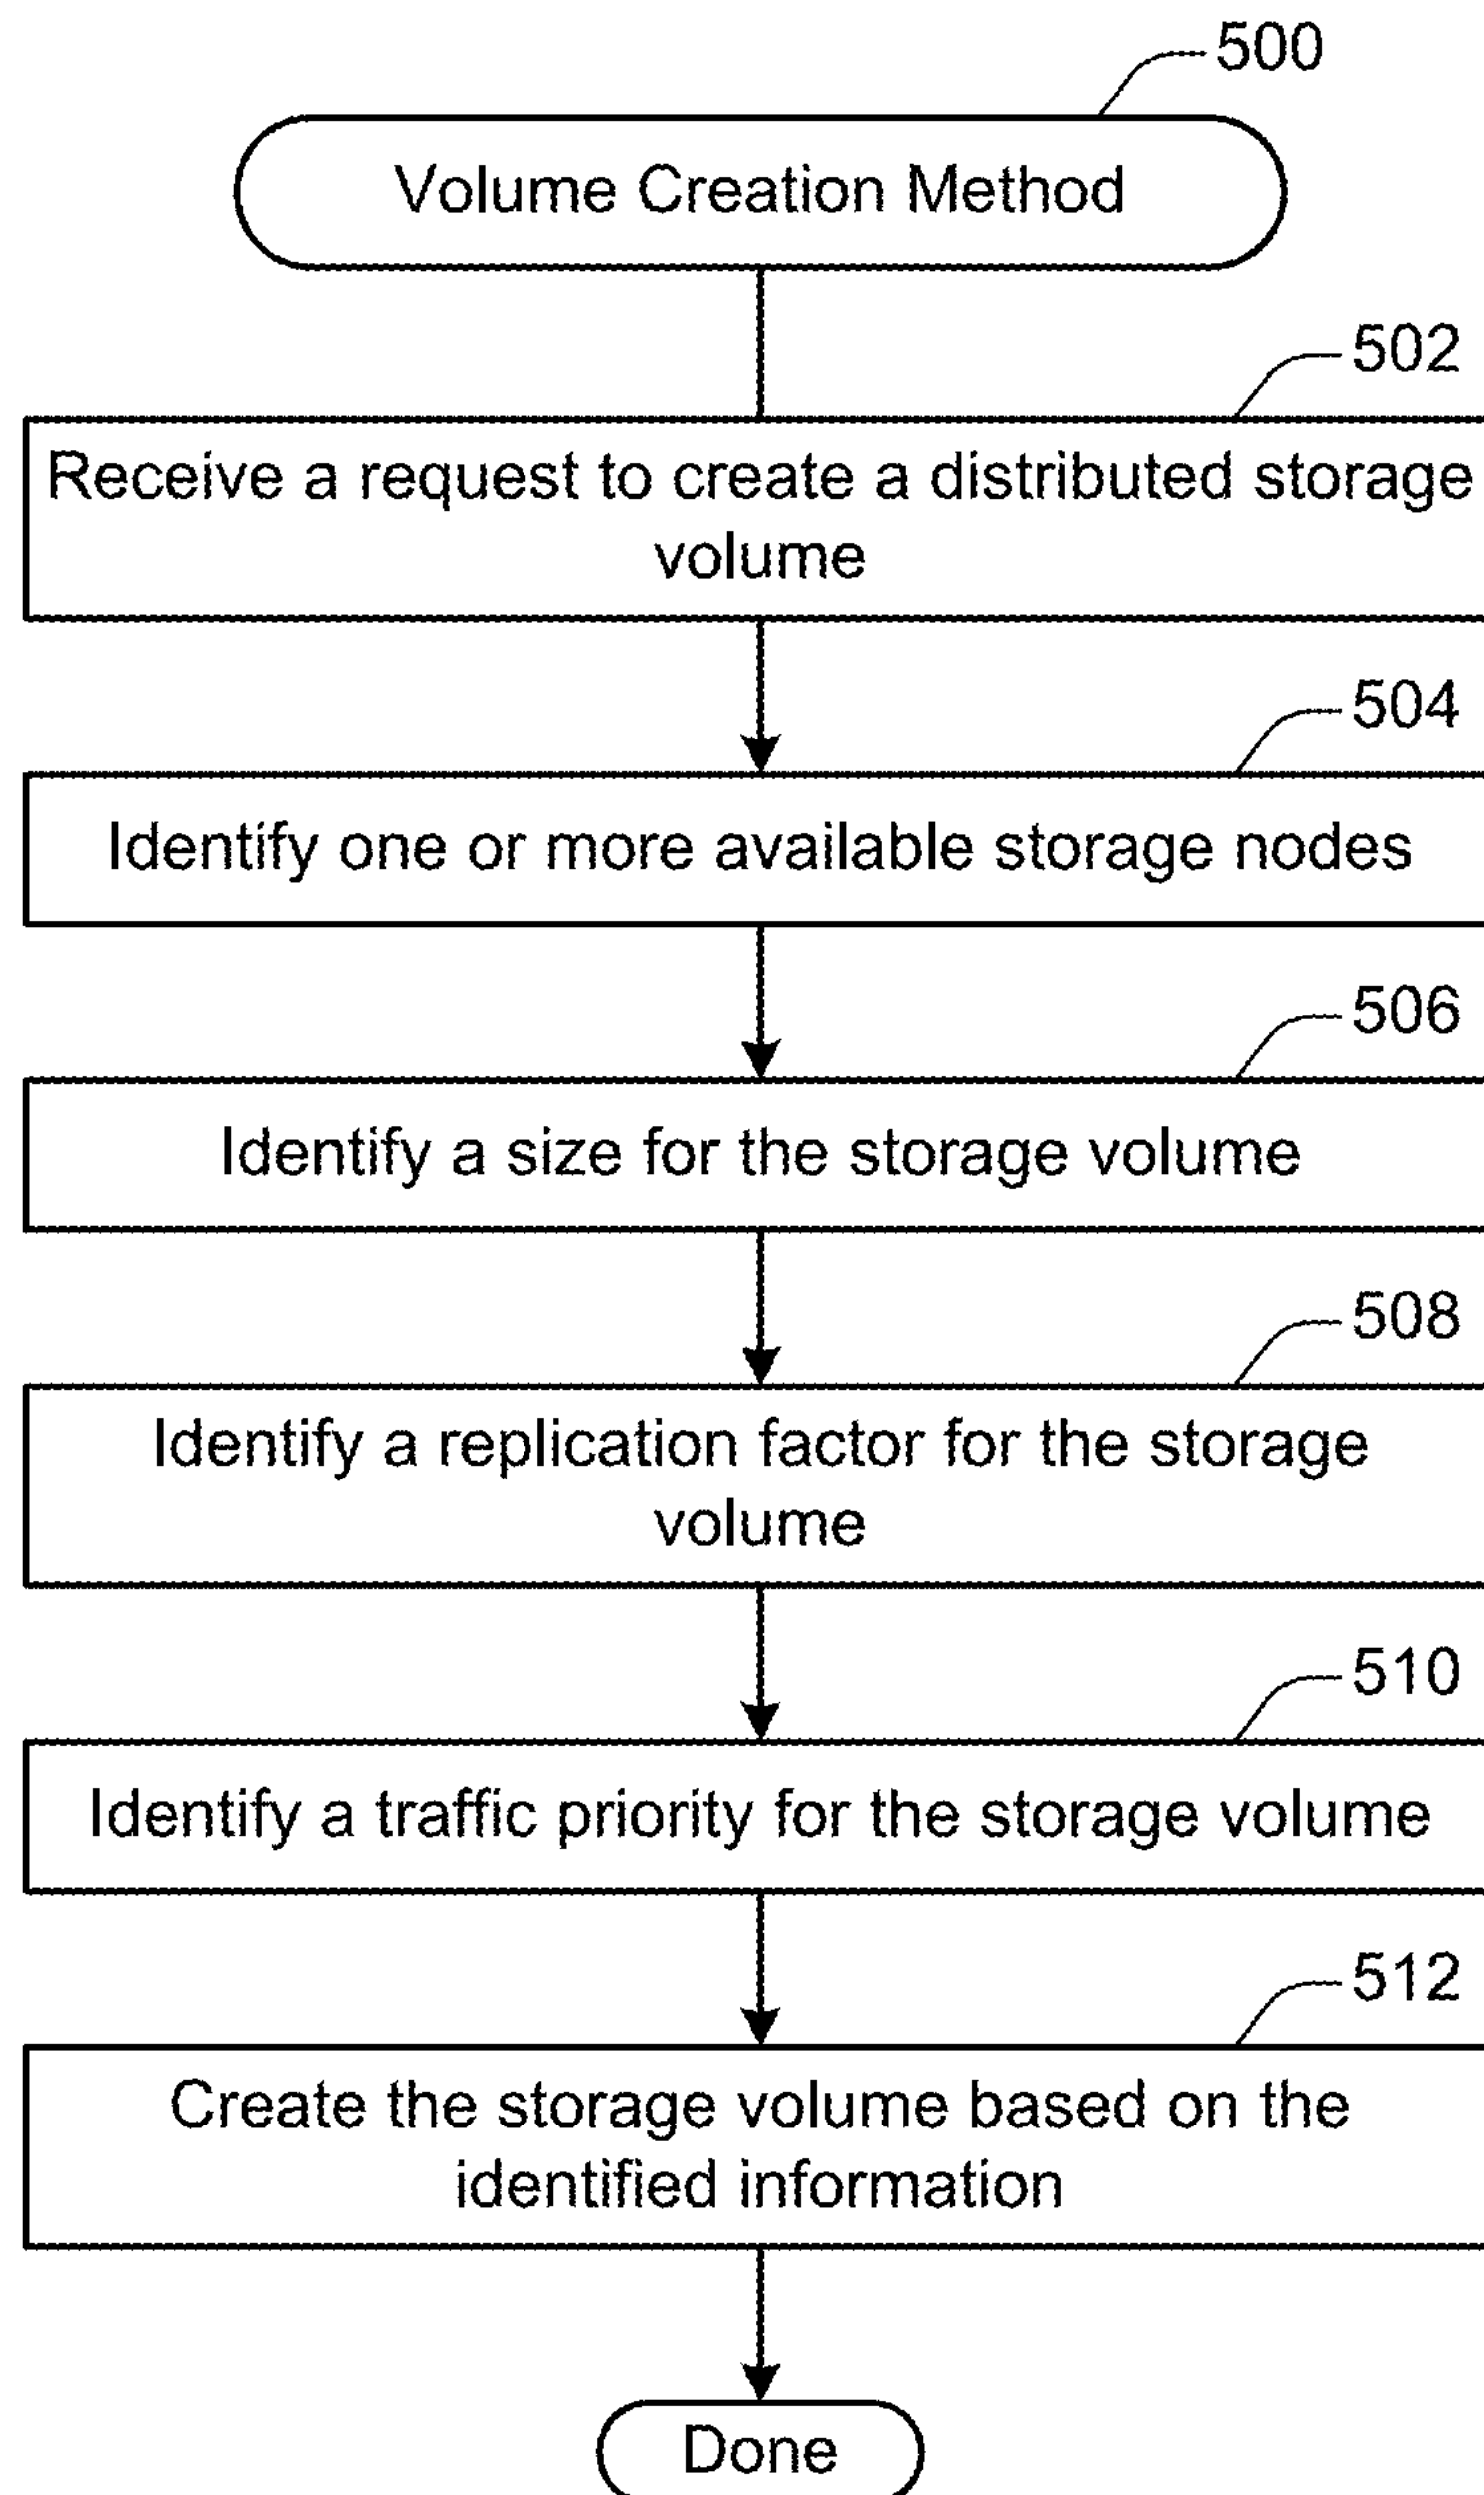 500
Volume Creation Method
502
Receive a request to create a distributed storage
volume
504
Identify one or more available storage nodes
506
Identify a size for the storage volume
508
Identify a replication factor for the storage
volume
510
Identify a traffic priority for the storage volume
512
Create the storage volume based on the
identified information
Done